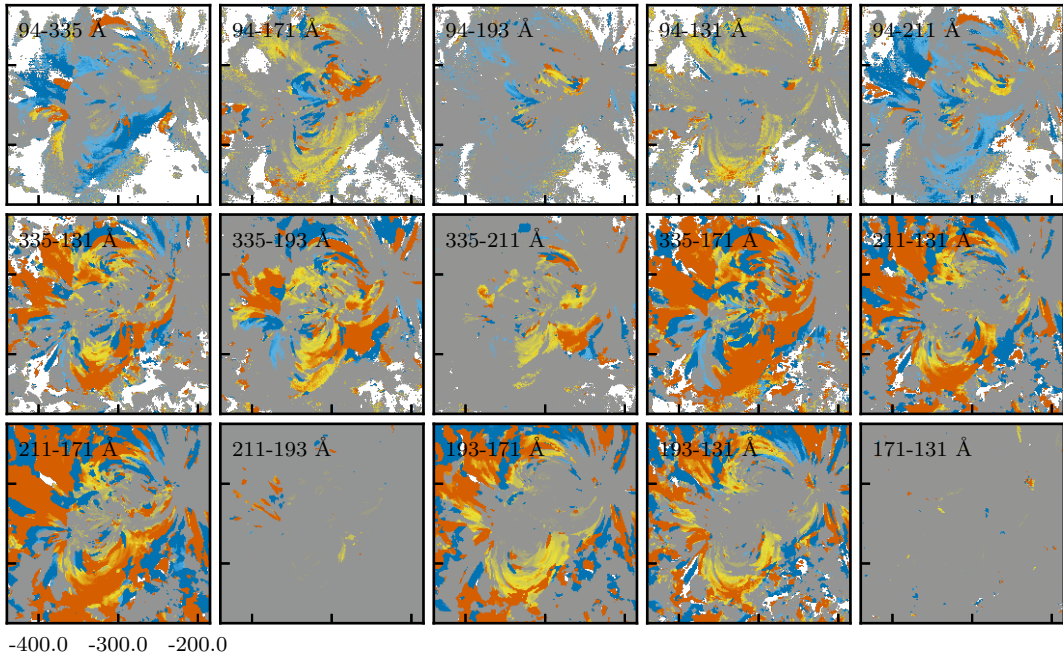 94-335 Å 94-171 Å 94-193 Å 94-131 Å 94-211 Å
335-131 Å 335-193 Å 335-211 Å 335-171 Å 211-131 Å
211-171 Å 211-193 Å 193-171 Å 193-131 Å 171-131 Å
-400.0 -300.0 -200.0